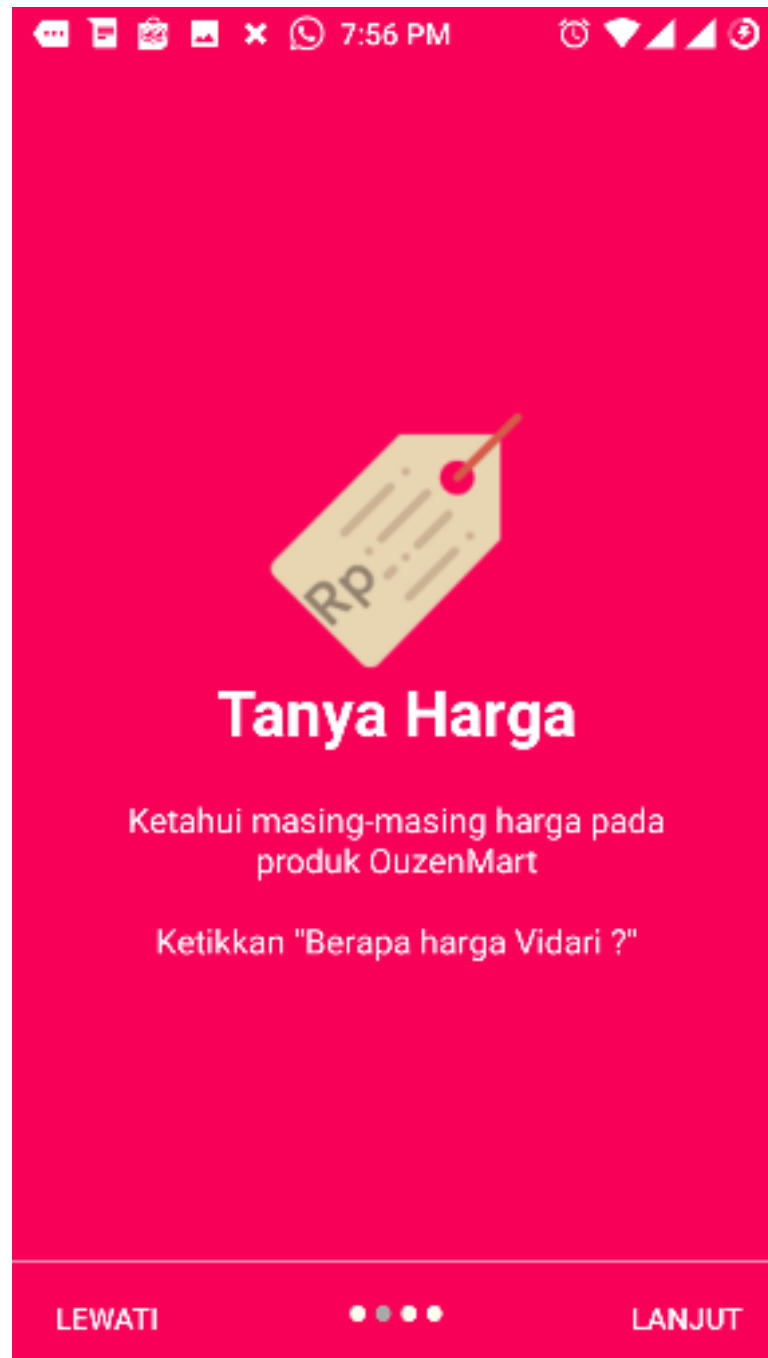 7:56 PM
Rp
Tanya Harga
Ketahui masing-masing harga pada
produk OuzenMart
Ketikkan "Berapa harga Vidari ?"
LEWATI
LANJUT